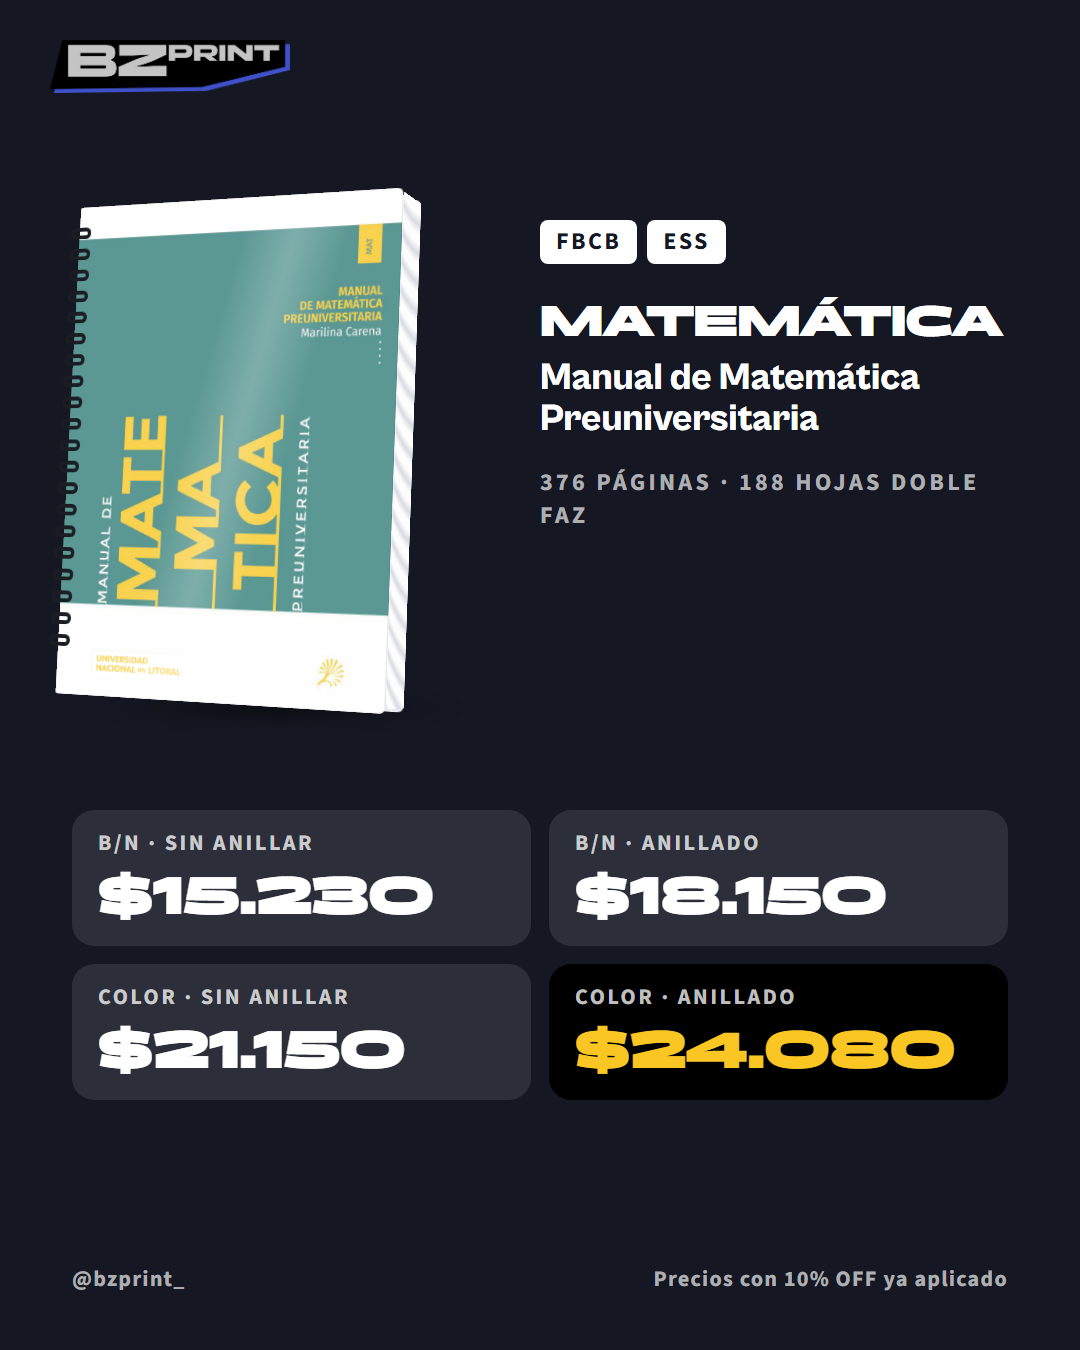 BZPRINT
MAT
MANUAL
DE MATEMÁTICA
PREUNIVERSITARIA
Marilina Carena
MANUAL DE
MATE
MA
TICA
PREUNIVERSITARIA
UNIVERSIDAD
NACIONAL DEL LITORAL
FBCB
ESS
MATEMÁTICA
Manual de Matemática
Preuniversitaria
376 PÁGINAS · 188 HOJAS DOBLE
FAZ
B/N · SIN ANILLAR
$15.230
B/N · ANILLADO
$18.150
COLOR · SIN ANILLAR
$21.150
COLOR · ANILLADO
$24.080
@bzprint_
Precios con 10% OFF ya aplicado